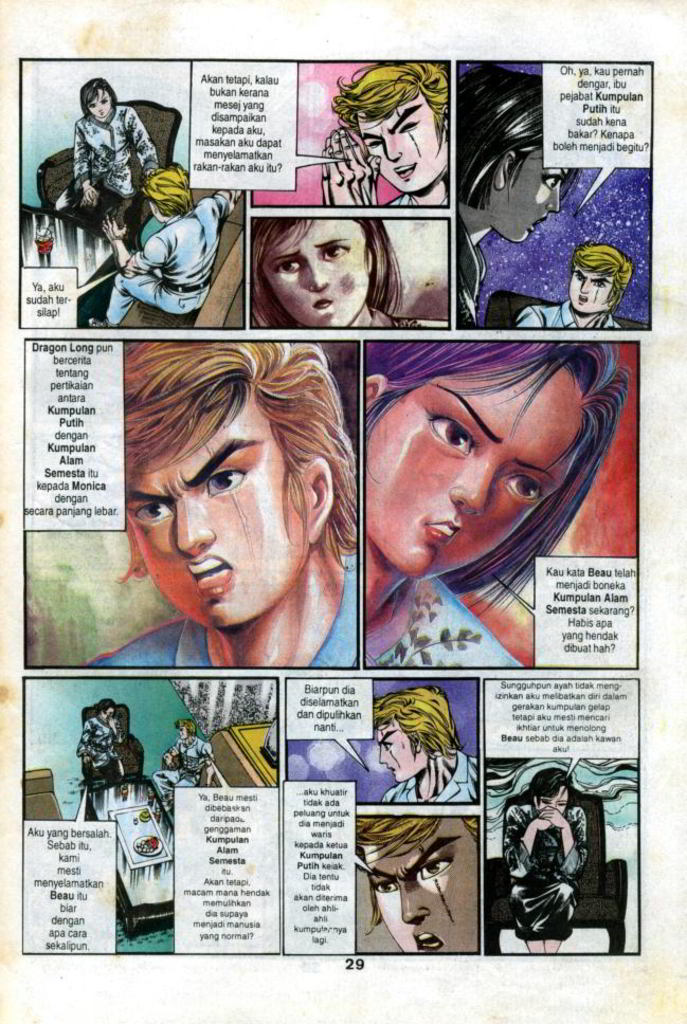 Ya, aku
sudah ter-
silap!
Akan tetapi, kalau
bukan kerana
mesej yang
disampaikan
kepada aku,
masakan aku dapat
menyelamatkan
rakan-rakan aku itu?
Oh, ya, kau pernah
dengar, ibu
pejabat Kumpulan
Putih itu
sudah kena
bakar? Kenapa
boleh menjadi begitu?
Dragon Long pun
bercerita
tentang
pertikaian
antara
Kumpulan
Putih
dengan
Kumpulan
Alam
Semesta itu
kepada Monica
dengan
secara panjang lebar.
Kau kata Beau telah
menjadi boneka
Kumpulan Alam
Semesta sekarang?
Habis apa
yang hendak
dibuat hah?
Aku yang bersalah.
Sebab itu,
kami
mesti
menyelamatkan
Beau itu
biar
dengan
apa cara
sekalipun.
Ya, Beau mesti
dibebaskan
daripada
genggaman
Kumpulan
Alam
Semesta
itu.
Akan tetapi,
macam mana hendak
memulihkan
dia supaya
menjadi manusia
yang normal?
Biarpun dia
diselamatkan
dan dipulihkan
nanti...
...aku khuatir
tidak ada
peluang untuk
dia menjadi
waris
kepada ketua
Kumpulan
Putih kelak.
Dia tentu
tidak
akan diterima
oleh ahli-
ahli
kumpulannya
lagi.
Sungguhpun ayah tidak meng-
izinkan aku melibatkan diri dalam
gerakan kumpulan gelap
tetapi aku mesti mencari
ikhtiar untuk menolong
Beau sebab dia adalah kawan
aku!
29